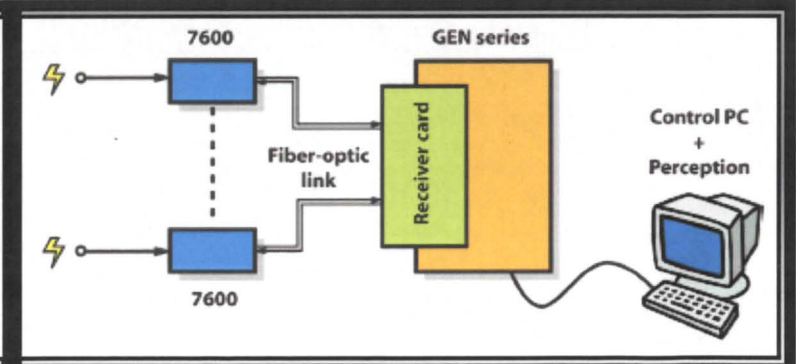 7600
GEN series
Receiver card
Fiber-optic
link
Control PC
+
Perception
7600